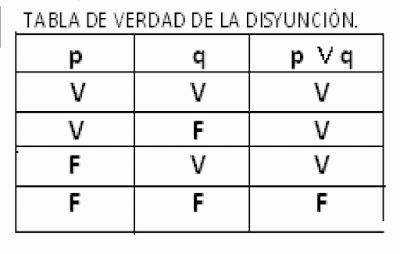 TABLA DE VERDAD DE LA DISYUNCIÓN.
p q p V q
V V V
V F V
F V V
F F F